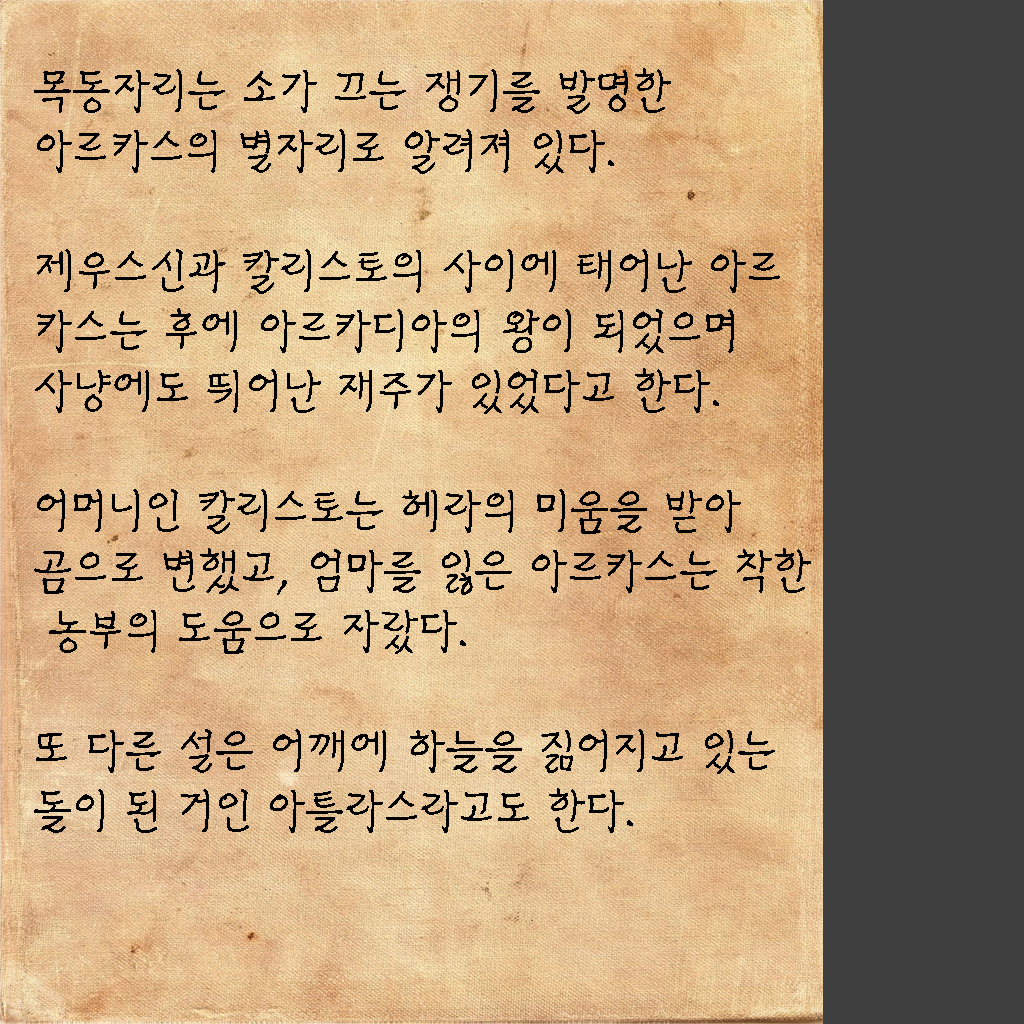 목동자리는 소가 끄는 쟁기를 발명한
아르카스의 별자리로 알려져 있다.
제우스신과 칼리스토의 사이에 태어난 아르
카스는 후에 아르카디아의 왕이 되었으며
사냥에도 뛰어난 재주가 있었다고 한다.
어머니인 칼리스토는 헤라의 미움을 받아
곰으로 변했고, 엄마를 잃은 아르카스는 착한
농부의 도움으로 자랐다.
또 다른 설은 어깨에 하늘을 짊어지고 있는
돌이 된 거인 아틀라스라고도 한다.